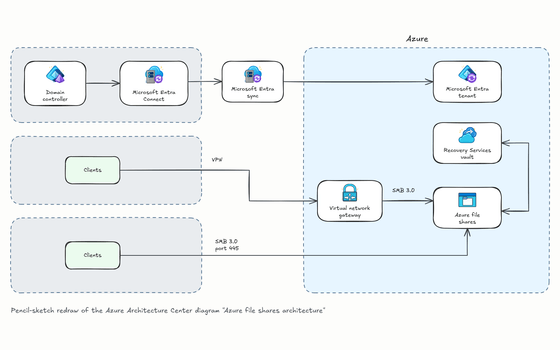 Azure
Domain
controller
Microsoft Entra
Connect
Microsoft Entra
sync
Microsoft Entra
tenant
Recovery Services
vault
VPN
Clients
Virtual network
gateway
SMB 3.0
Azure file
shares
SMB 3.0
port 445
Clients
Pencil-sketch redraw of the Azure Architecture Center diagram "Azure file shares architecture"